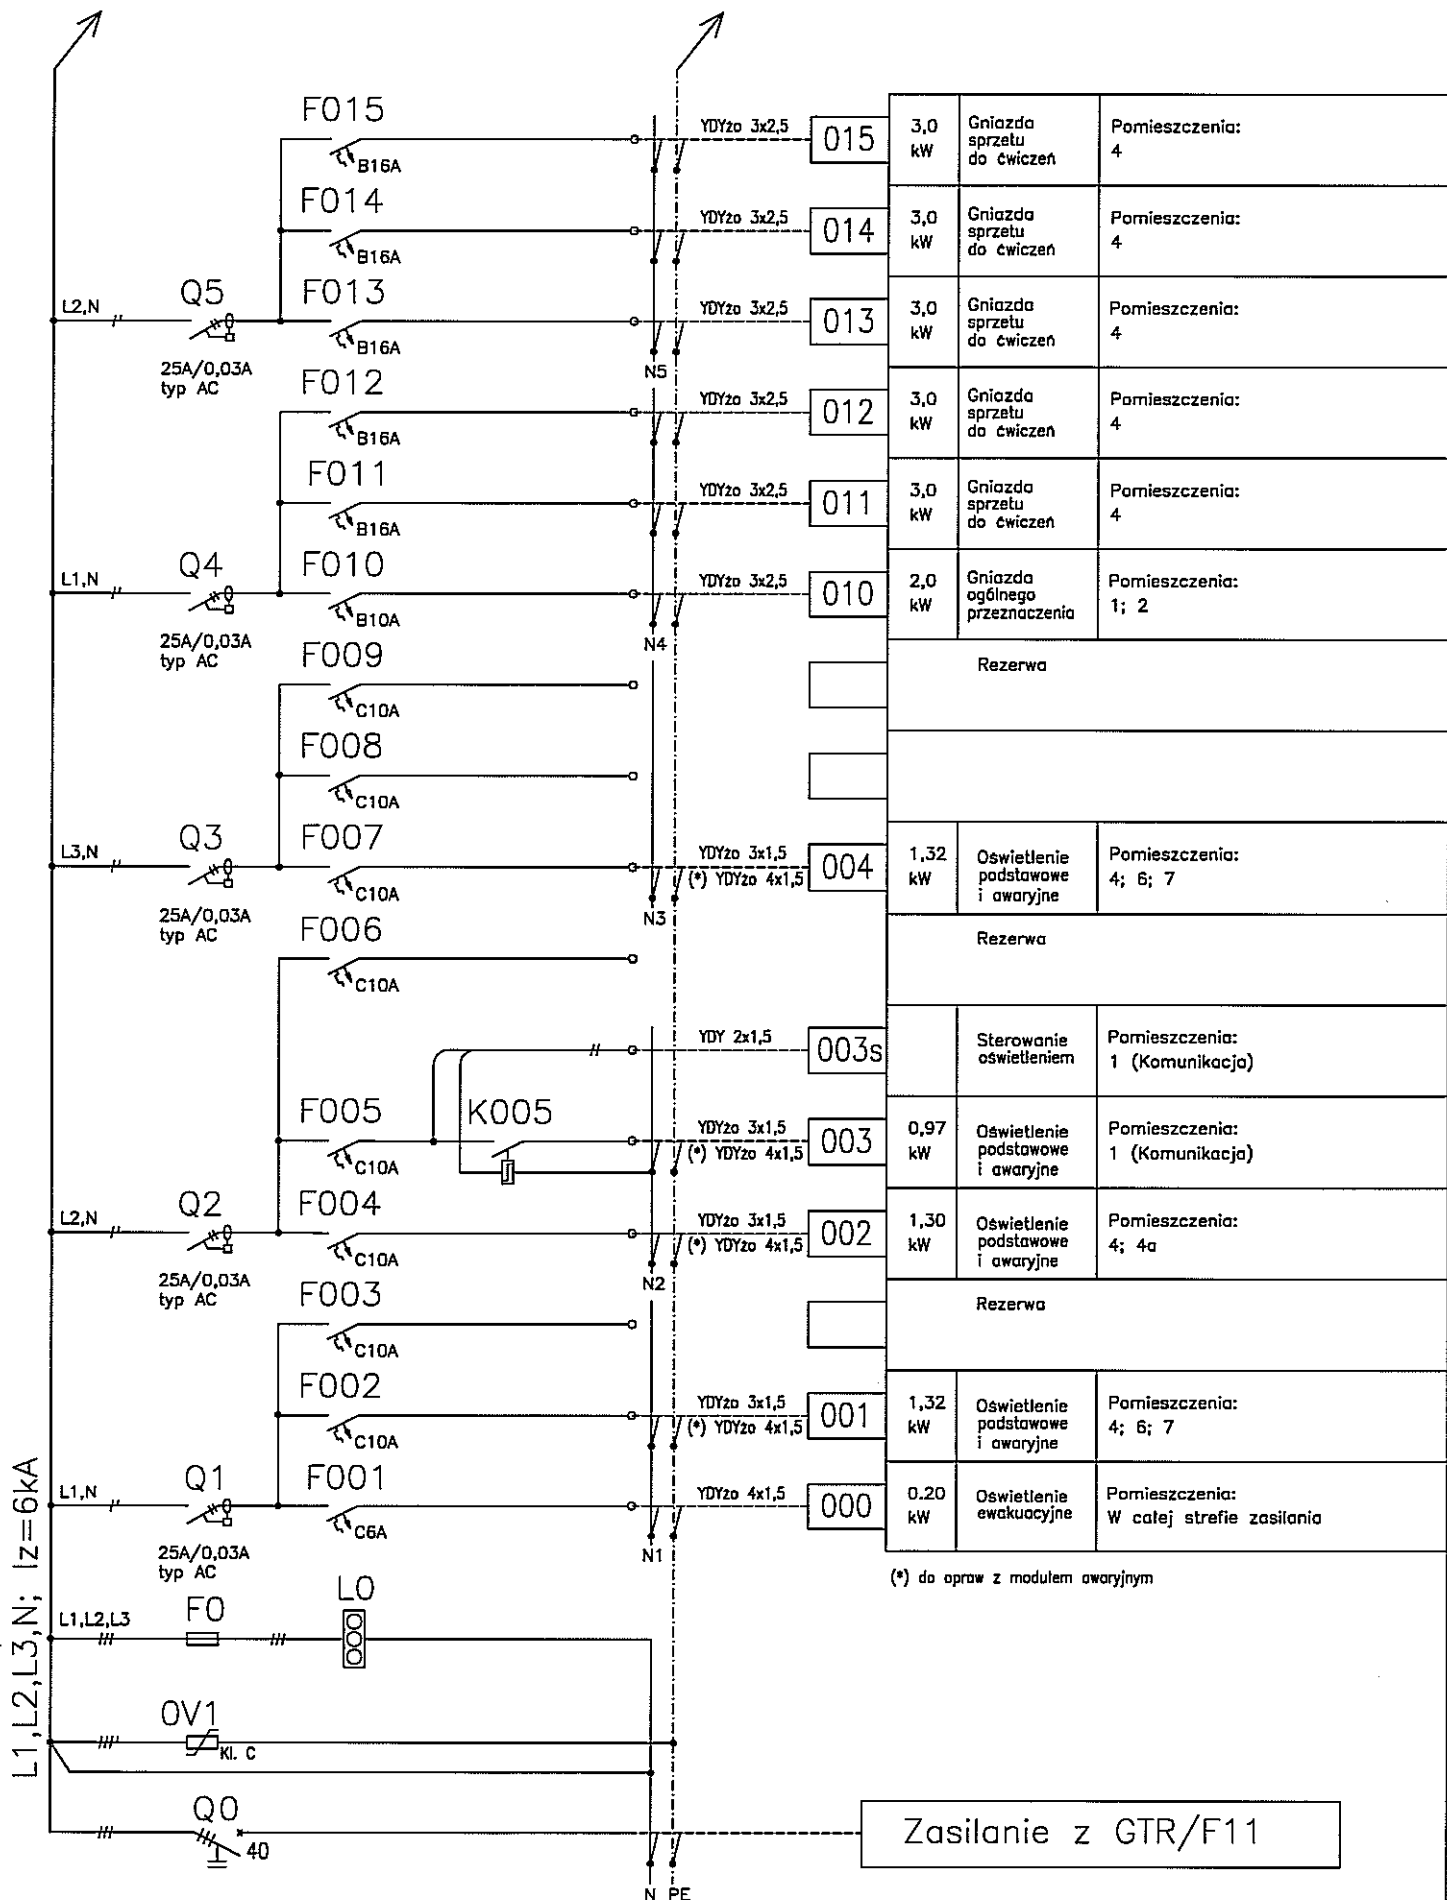 F015
B16A
YDYżo 3x2,5
015
3,0
kW
Gniazda
sprzetu
do ćwiczeń
Pomieszczenia:
4
F014
B16A
YDYżo 3x2,5
014
3,0
kW
Gniazda
sprzetu
do ćwiczeń
Pomieszczenia:
4
L2,N
Q5
25A/0,03A
typ AC
F013
B16A
N5
YDYżo 3x2,5
013
3,0
kW
Gniazda
sprzetu
do ćwiczeń
Pomieszczenia:
4
F012
B16A
YDYżo 3x2,5
012
3,0
kW
Gniazda
sprzetu
do ćwiczeń
Pomieszczenia:
4
F011
B16A
YDYżo 3x2,5
011
3,0
kW
Gniazda
sprzetu
do ćwiczeń
Pomieszczenia:
4
L1,N
Q4
25A/0,03A
typ AC
F010
B10A
N4
YDYżo 3x2,5
010
2,0
kW
Gniazda
ogólnego
przeznaczenia
Pomieszczenia:
1; 2
F009
C10A
Rezerwa
F008
C10A
L3,N
Q3
25A/0,03A
typ AC
F007
C10A
N3
YDYżo 3x1,5
(*) YDYżo 4x1,5
004
1,32
kW
Oświetlenie
podstawowe
i awaryjne
Pomieszczenia:
4; 6; 7
F006
C10A
Rezerwa
YDY 2x1,5
003s
Sterowanie
oświetleniem
Pomieszczenia:
1 (Komunikacja)
F005
C10A
K005
YDYżo 3x1,5
(*) YDYżo 4x1,5
003
0,97
kW
Oświetlenie
podstawowe
i awaryjne
Pomieszczenia:
1 (Komunikacja)
L2,N
Q2
25A/0,03A
typ AC
F004
C10A
N2
YDYżo 3x1,5
(*) YDYżo 4x1,5
002
1,30
kW
Oświetlenie
podstawowe
i awaryjne
Pomieszczenia:
4; 4a
F003
C10A
Rezerwa
F002
C10A
YDYżo 3x1,5
(*) YDYżo 4x1,5
001
1,32
kW
Oświetlenie
podstawowe
i awaryjne
Pomieszczenia:
4; 6; 7
L1,N
Q1
25A/0,03A
typ AC
F001
C6A
N1
YDYżo 4x1,5
000
0.20
kW
Oświetlenie
ewakuacyjne
Pomieszczenia:
W całej strefie zasilania
(*) do opraw z modułem awaryjnym
L1,L2,L3,N; Iz=6kA
L1,L2,L3
F0
L0
0V1
Kl. C
Q0
40
N PE
Zasilanie z GTR/F11